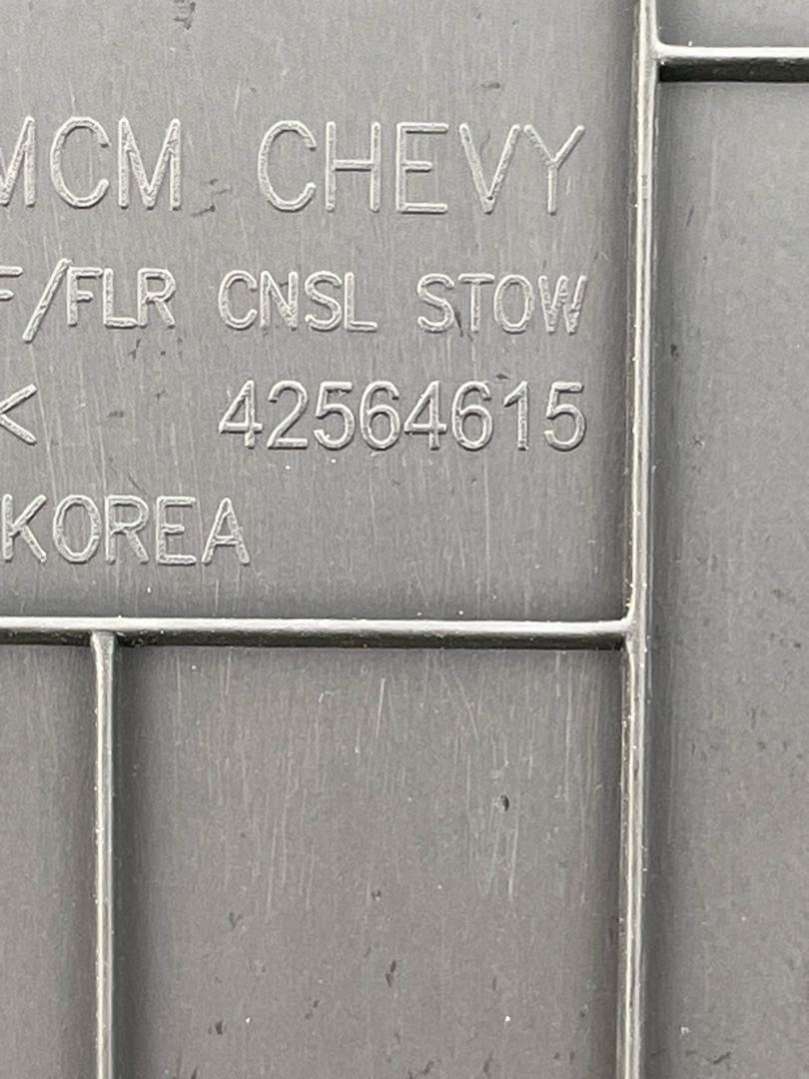 MCM CHEVY
F/FLR CNSL STOW
< 42564615
KOREA